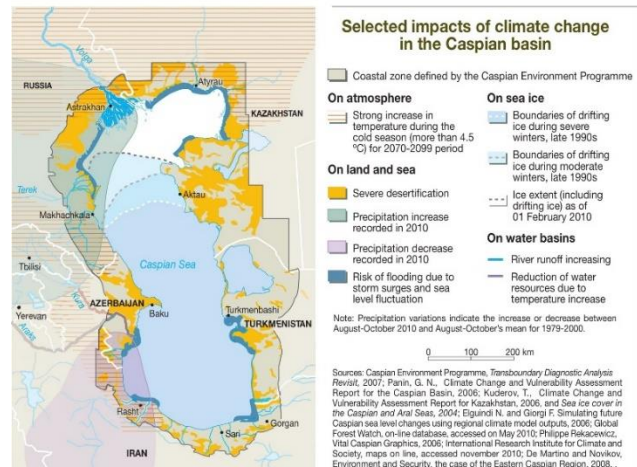 Selected impacts of climate change
in the Caspian basin
Coastal zone defined by the Caspian Environment Programme
On atmosphere
Strong increase in
temperature during the
cold season (more than 4.5
ºC) for 2070-2099 period
On land and sea
Severe desertification
Precipitation increase
recorded in 2010
Precipitation decrease
recorded in 2010
Risk of flooding due to
storm surges and sea
level fluctuation
On sea ice
Boundaries of drifting
ice during severe
winters, late 1990s
Boundaries of drifting
ice during moderate
winters, late 1990s
Ice extent (including
drifting ice) as of
01 February 2010
On water basins
River runoff increasing
Reduction of water
resources due to
temperature increase
Note: Precipitation variations indicate the increase or decrease between
August-October 2010 and August-October's mean for 1979-2000.
0 100 200 km
Sources: Caspian Environment Programme, Transboundary Diagnostic Analysis
Revisit, 2007; Panin, G. N., Climate Change and Vulnerability Assessment
Report for the Caspian Basin, 2006; Kuderov, T., Climate Change and
Vulnerability Assessment Report for Kazakhstan, 2006, and Sea Ice cover in
the Caspian and Aral Seas, 2004; Elguindi N. and Giorgi F. Simulating future
Caspian sea level changes using regional climate model outputs, 2006; Global
Forest Watch, on-line database, accessed on May 2010; Philippe Rekacewicz,
Vital Caspian Graphics, 2006; International Research Institute for Climate and
Society, maps on line, accessed november 2010; De Martino and Novikov,
Environment and Security, the case of the Eastern Caspian Region, 2008.
Volga
RUSSIA
Atyrau
Astrakhan
KAZAKHSTAN
Terek
Aktau
Makhachkala
Caspian Sea
Tbilisi
Kura
AZERBAIJAN
Baku
Turkmenbashi
TURKMENISTAN
Yerevan
Araks
Rasht
Gorgan
Sari
IRAN